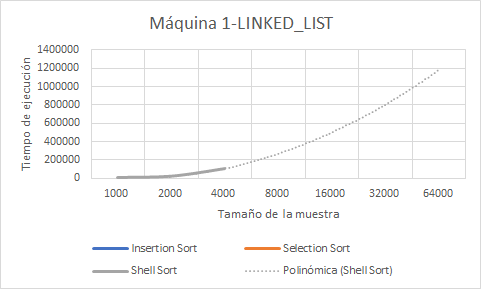 Máquina 1-LINKED_LIST
Tiempo de ejecución
1400000
1200000
1000000
800000
600000
400000
200000
0
1000 2000 4000 8000 16000 32000 64000
Tamaño de la muestra
Insertion Sort Selection Sort
Shell Sort Polinómica (Shell Sort)